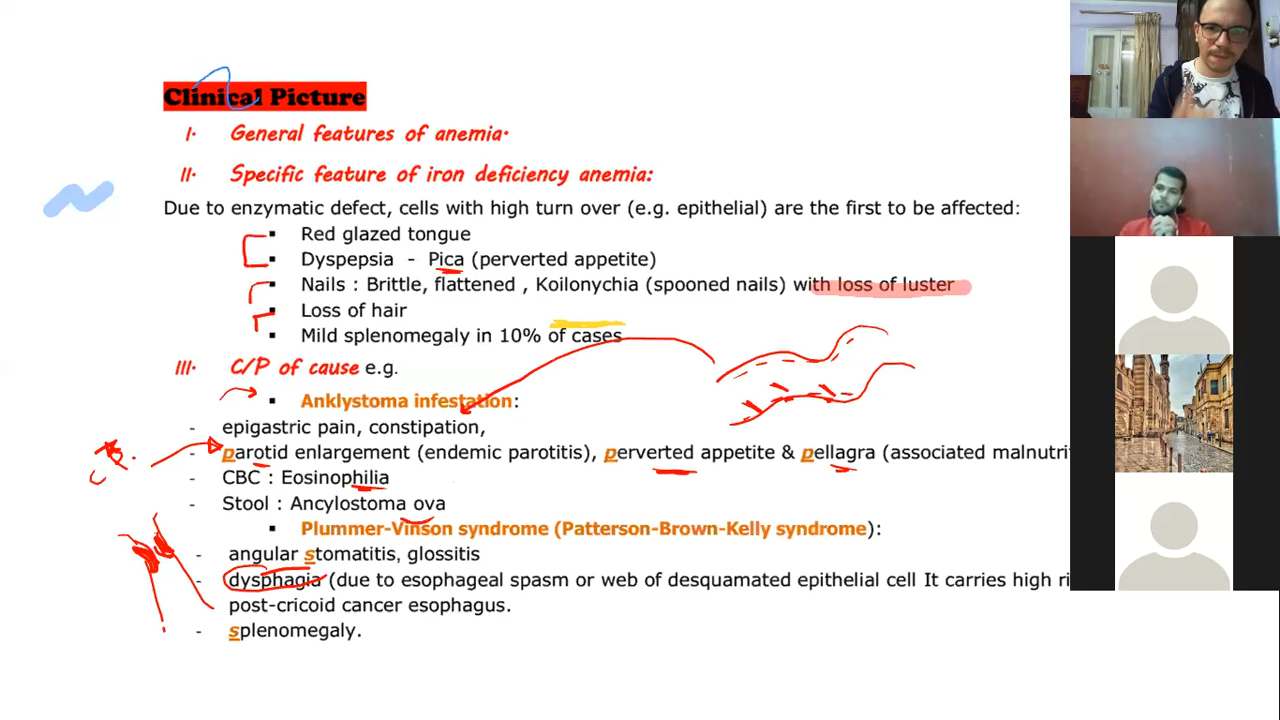 Clinical Picture
I. General features of anemia.
II. Specific feature of iron deficiency anemia:
Due to enzymatic defect, cells with high turn over (e.g. epithelial) are the first to be affected:
▪ Red glazed tongue
▪ Dyspepsia - Pica (perverted appetite)
▪ Nails : Brittle, flattened , Koilonychia (spooned nails) with loss of luster
▪ Loss of hair
▪ Mild splenomegaly in 10% of cases
III. C/P of cause e.g.
▪ Anklystoma infestation:
- epigastric pain, constipation,
- parotid enlargement (endemic parotitis), perverted appetite & pellagra (associated malnutri
- CBC : Eosinophilia
- Stool : Ancylostoma ova
▪ Plummer-Vinson syndrome (Patterson-Brown-Kelly syndrome):
- angular stomatitis, glossitis
- dysphagia (due to esophageal spasm or web of desquamated epithelial cell It carries high ri
post-cricoid cancer esophagus.
- splenomegaly.